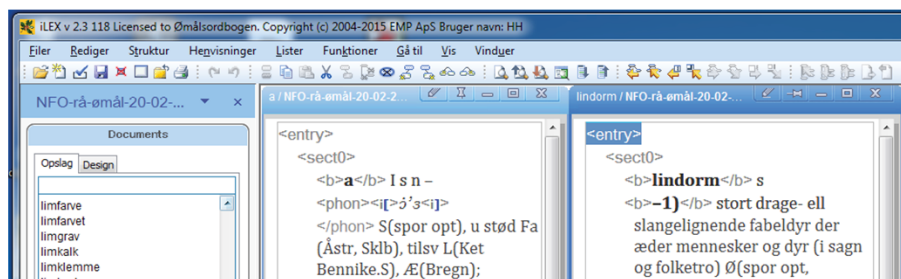 iLEX v 2.3 118 Licensed to Ømålsordbogen. Copyright (c) 2004-2015 EMP ApS Bruger navn: HH
Filer Rediger Struktur Henvisninger Lister Funktioner Gå til Vis Vinduer
NFO-rå-ømål-20-02-...
Documents
Opslag Design
limfarve
limfarvet
limgrav
limkalk
limklemme
a / NFO-rå-ømål-20-02-2...
<entry>
<sect0>
<b>a</b> I s n –
<phon><i[>ɔ̓'ɜ<i]>
</phon> S(spor opt), u stød Fa
(Åstr, Sklb), tilsv L(Ket
Bennike.S), Æ(Bregn);
lindorm / NFO-rå-ømål-20-02-...
<entry>
<sect0>
<b>lindorm</b> s
<b>–1)</b> stort drage- ell
slangelignende fabeldyr der
æder mennesker og dyr (i sagn
og folketro) Ø(spor opt,